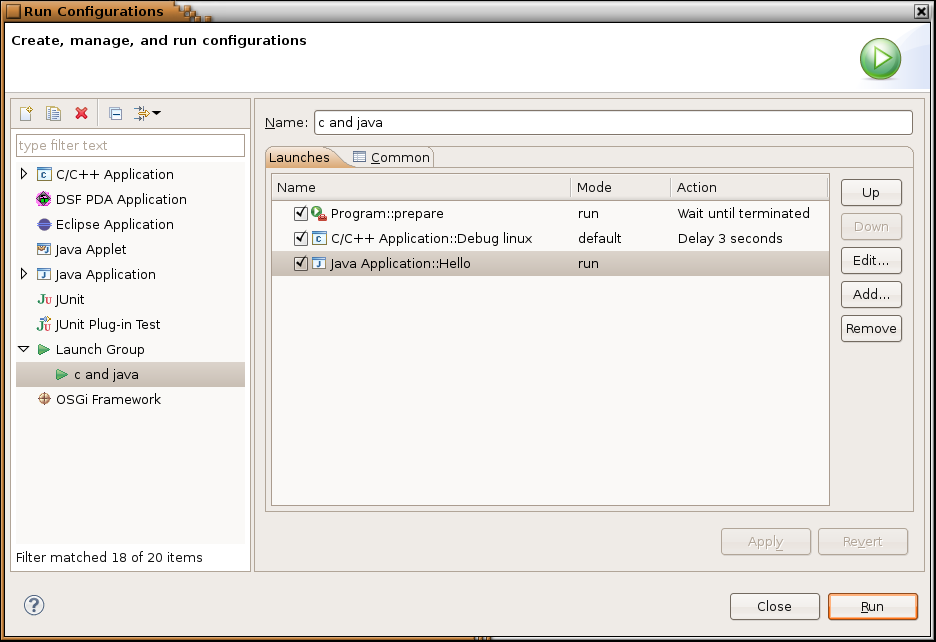 Run Configurations
Create, manage, and run configurations
type filter text
C/C++ Application
DSF PDA Application
Eclipse Application
Java Applet
Java Application
JUnit
JUnit Plug-in Test
Launch Group
c and java
OSGi Framework
Filter matched 18 of 20 items
Name: c and java
Launches Common
Name Mode Action
Program::prepare run Wait until terminated
C/C++ Application::Debug linux default Delay 3 seconds
Java Application::Hello run
Up
Down
Edit...
Add...
Remove
Apply Revert
Close Run